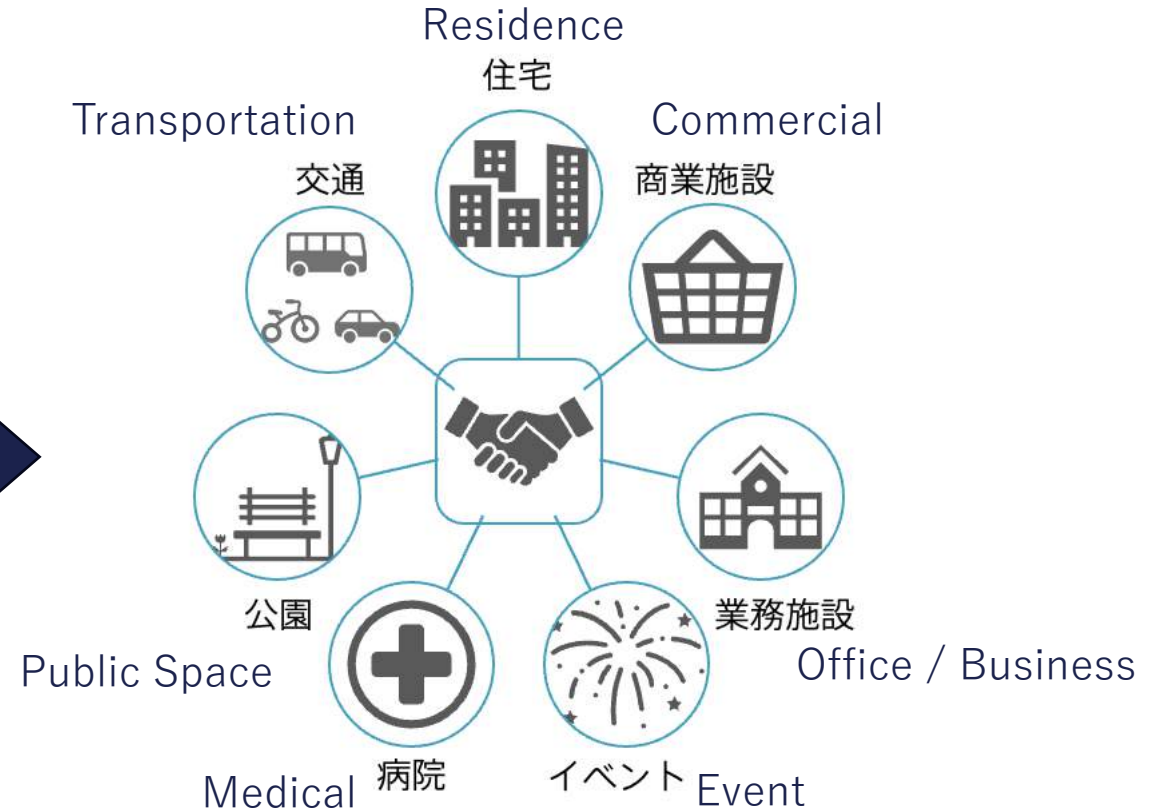 Residence
住宅
Transportation
交通
Commercial
商業施設
公園
Public Space
業務施設
Office / Business
病院
Medical
イベント
Event